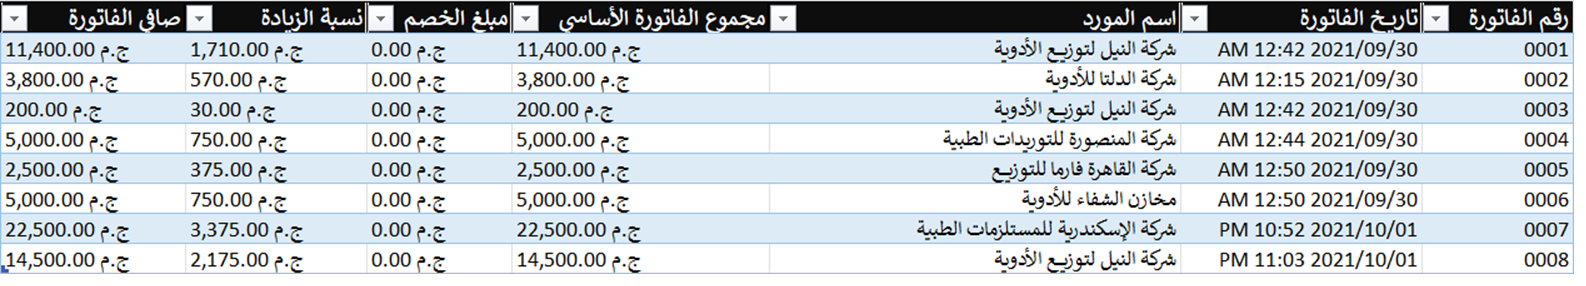 رقم الفاتورة تاريخ الفاتورة اسم المورد مجموع الفاتورة الأساسي مبلغ الخصم نسبة الزيادة صافي الفاتورة
0001 2021/09/30 12:42 AM شركة النيل لتوزيع الأدوية ج.م 11,400.00 ج.م 0.00 ج.م 1,710.00 ج.م 11,400.00
0002 2021/09/30 12:15 AM شركة الدلتا للأدوية ج.م 3,800.00 ج.م 0.00 ج.م 570.00 ج.م 3,800.00
0003 2021/09/30 12:42 AM شركة النيل لتوزيع الأدوية ج.م 200.00 ج.م 0.00 ج.م 30.00 ج.م 200.00
0004 2021/09/30 12:44 AM شركة المنصورة للتوريدات الطبية ج.م 5,000.00 ج.م 0.00 ج.م 750.00 ج.م 5,000.00
0005 2021/09/30 12:50 AM شركة القاهرة فارما للتوزيع ج.م 2,500.00 ج.م 0.00 ج.م 375.00 ج.م 2,500.00
0006 2021/09/30 12:50 AM مخازن الشفاء للأدوية ج.م 5,000.00 ج.م 0.00 ج.م 750.00 ج.م 5,000.00
0007 2021/10/01 10:52 PM شركة الإسكندرية للمستلزمات الطبية ج.م 22,500.00 ج.م 0.00 ج.م 3,375.00 ج.م 22,500.00
0008 2021/10/01 11:03 PM شركة النيل لتوزيع الأدوية ج.م 14,500.00 ج.م 0.00 ج.م 2,175.00 ج.م 14,500.00